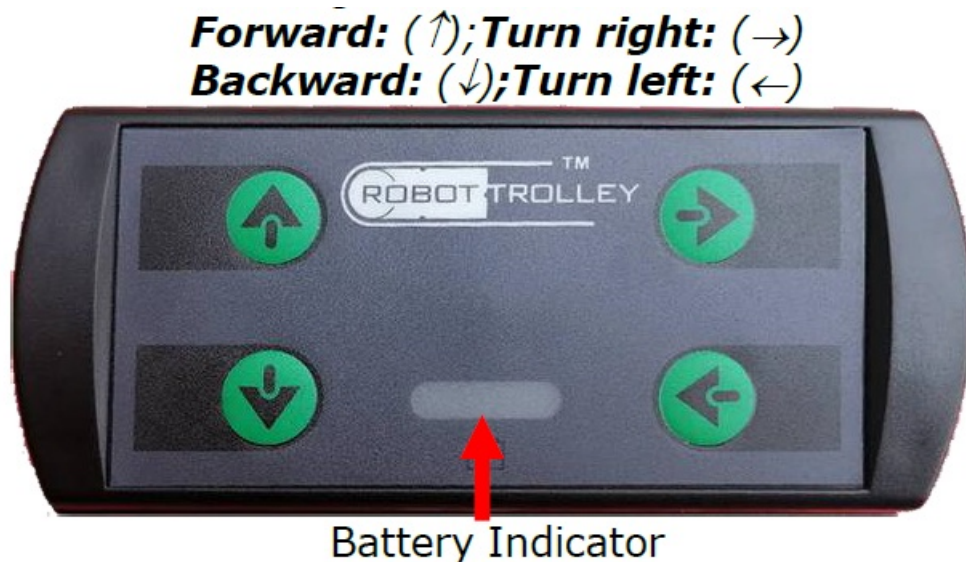 Forward: (↑);Turn right: (→)
Backward: (↓);Turn left: (←)
ROBOT TROLLEY ™
Battery Indicator